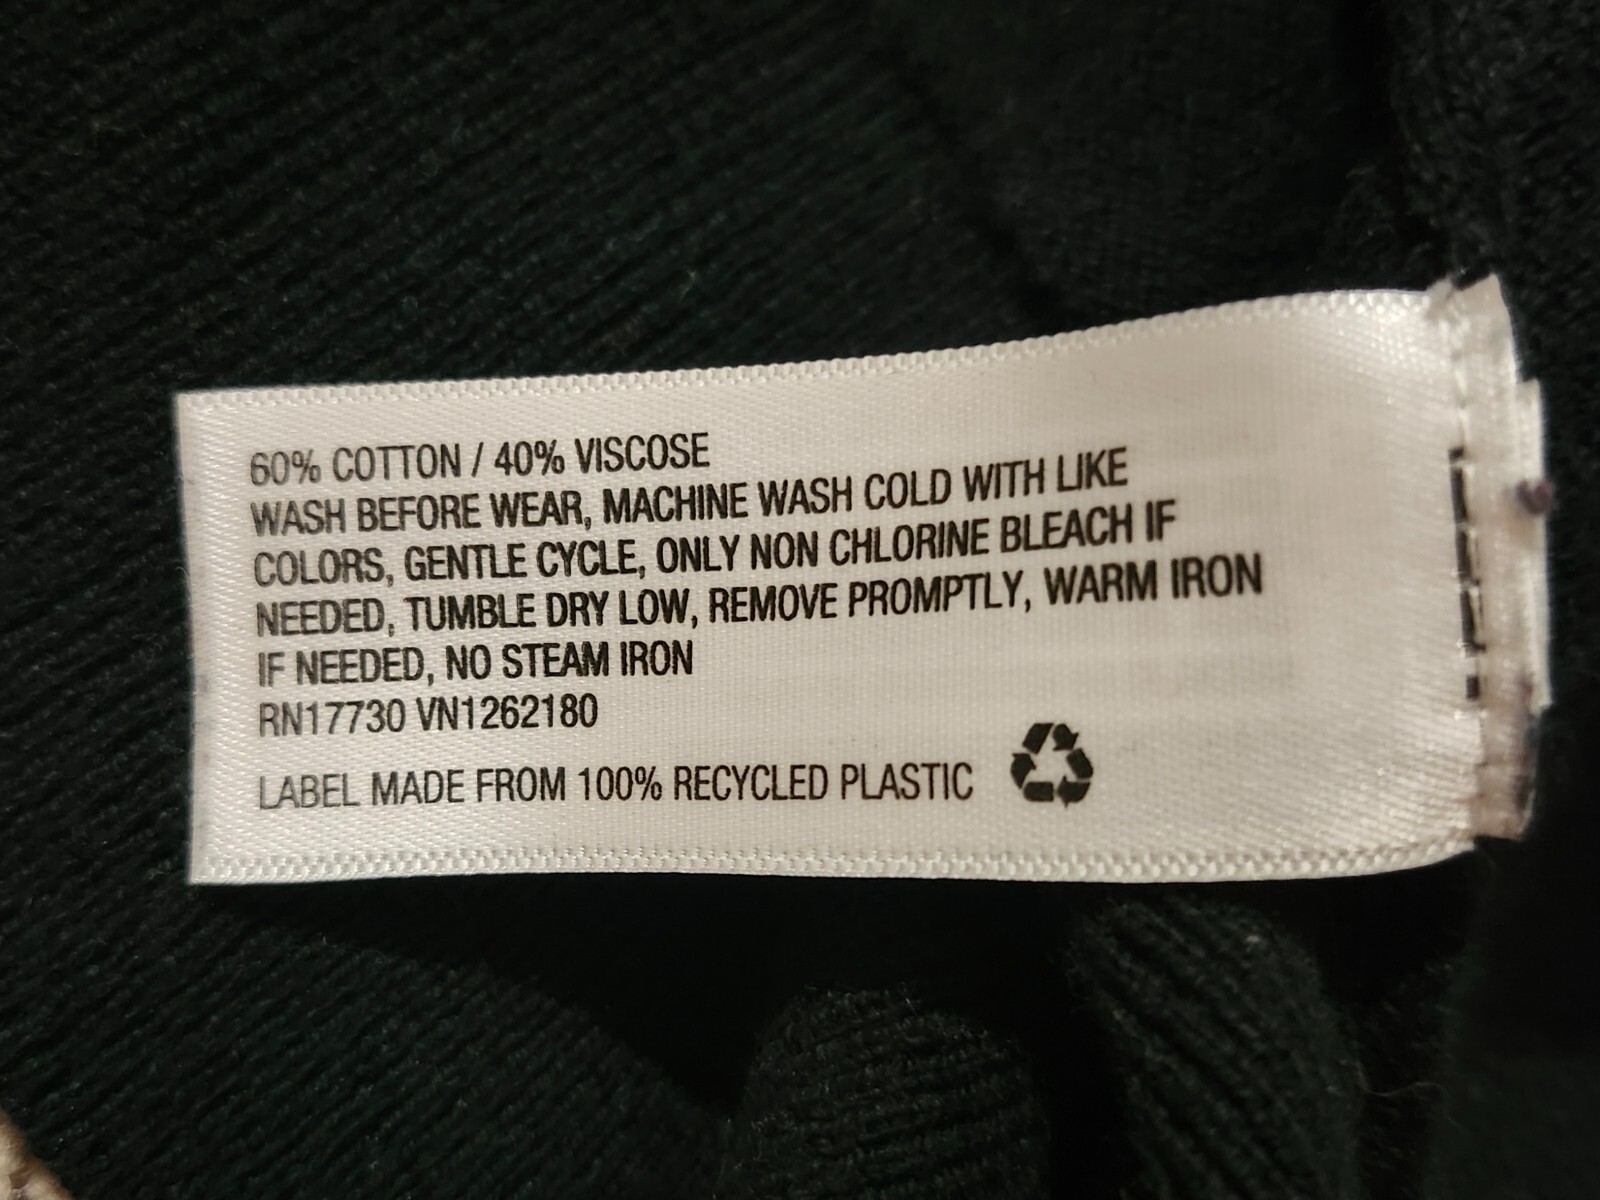 60% COTTON / 40% VISCOSE
WASH BEFORE WEAR, MACHINE WASH COLD WITH LIKE
COLORS, GENTLE CYCLE, ONLY NON CHLORINE BLEACH IF
NEEDED, TUMBLE DRY LOW, REMOVE PROMPTLY, WARM IRON
IF NEEDED, NO STEAM IRON
RN17730 VN1262180
LABEL MADE FROM 100% RECYCLED PLASTIC